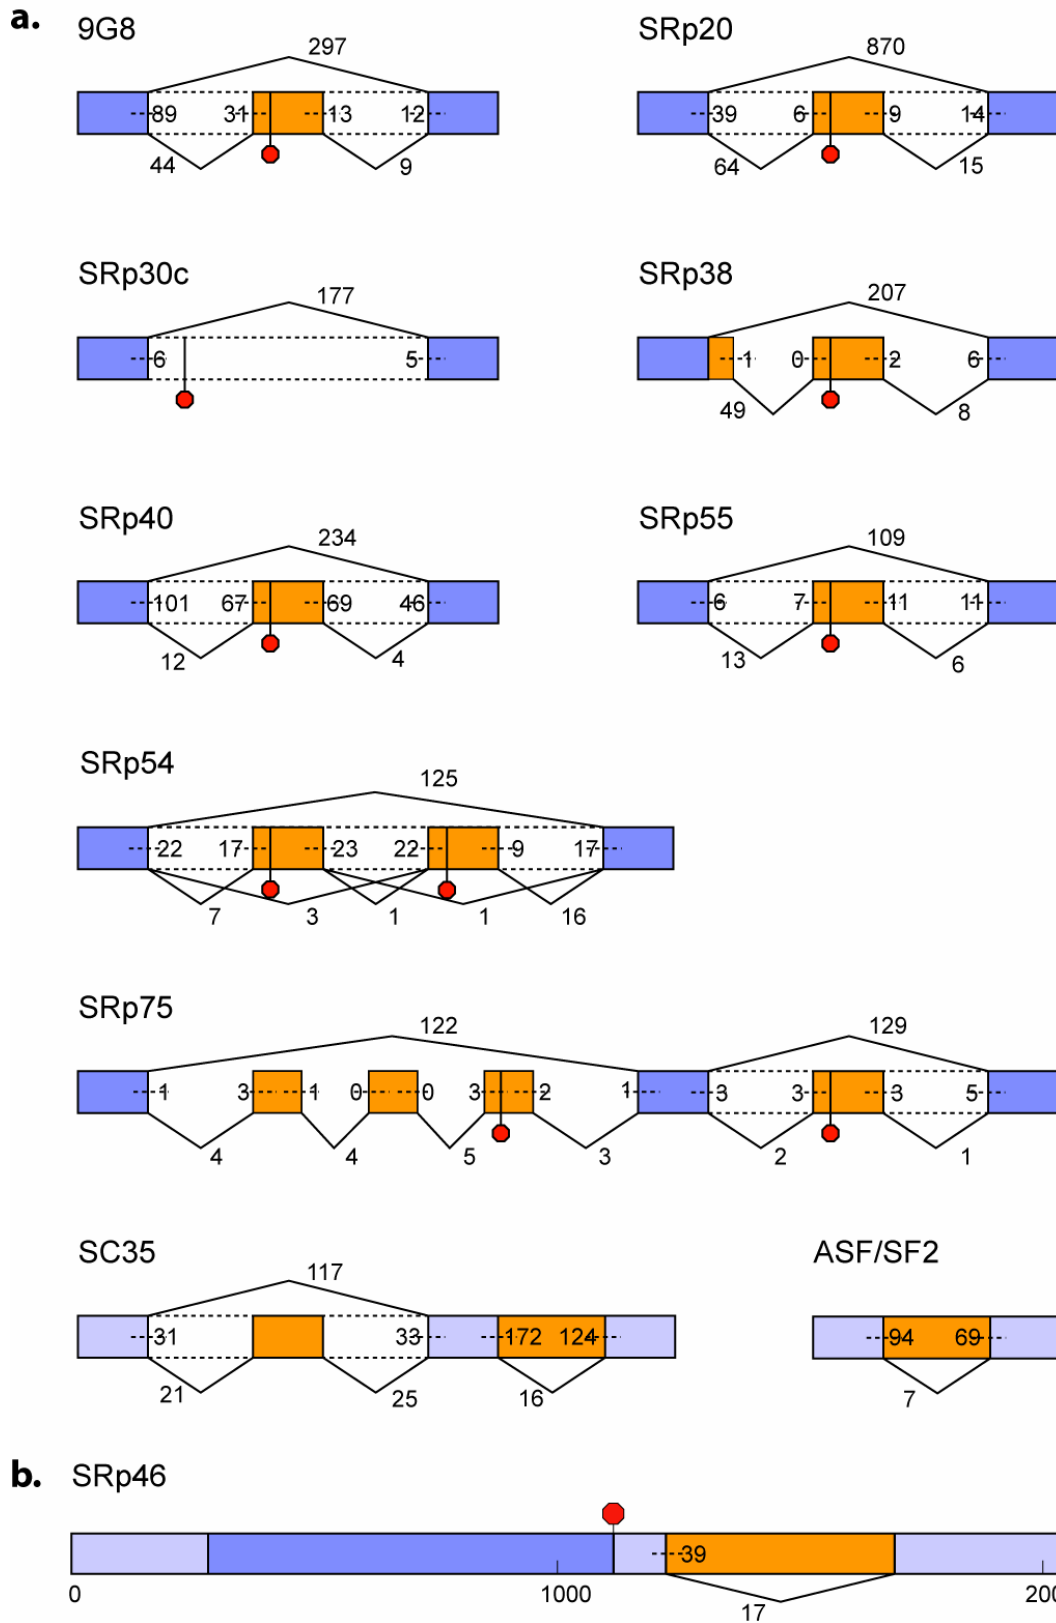 a.
9G8 SRp20
297 870
89 31 13 12 39 6 9 14
44 9 64 15
SRp30c SRp38
177 207
6 5 1 0 2 6
49 8
SRp40 SRp55
234 109
101 67 69 46 6 7 11 11
12 4 13 6
SRp54
125
22 17 23 22 9 17
7 3 1 1 16
SRp75
122 129
1 3 1 0 0 3 2 1 3 3 3 5
4 4 5 3 2 1
SC35 ASF/SF2
117
31 33 172 124 94 69
21 25 16 7
b. SRp46
39
0 1000 200
17